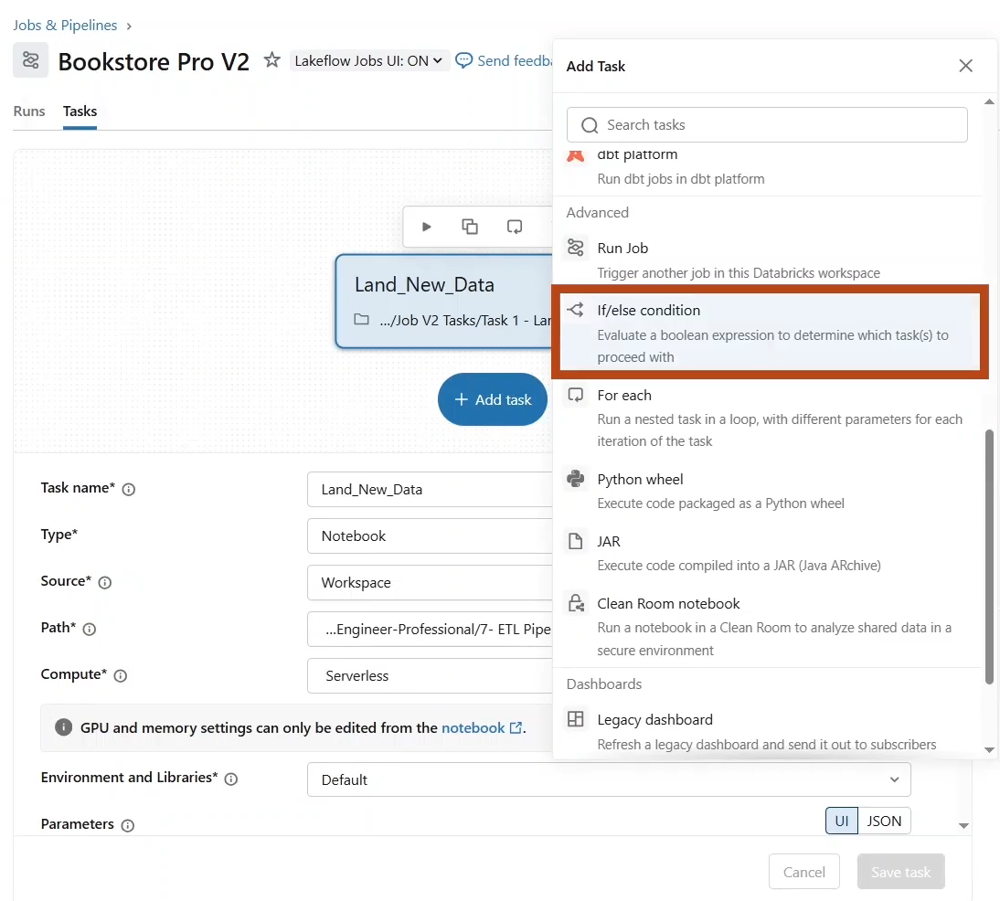 Jobs & Pipelines
Bookstore Pro V2
Lakeflow Jobs UI: ON
Send feedba
Runs
Tasks
Land_New_Data
.../Job V2 Tasks/Task 1 - Lan
+ Add task
Task name*
Land_New_Data
Type*
Notebook
Source*
Workspace
Path*
...Engineer-Professional/7- ETL Pipe
Compute*
Serverless
GPU and memory settings can only be edited from the notebook.
Environment and Libraries*
Default
Parameters
UI
JSON
Cancel
Save task
Add Task
Search tasks
dbt platform
Run dbt jobs in dbt platform
Advanced
Run Job
Trigger another job in this Databricks workspace
If/else condition
Evaluate a boolean expression to determine which task(s) to
proceed with
For each
Run a nested task in a loop, with different parameters for each
iteration of the task
Python wheel
Execute code packaged as a Python wheel
JAR
Execute code compiled into a JAR (Java ARchive)
Clean Room notebook
Run a notebook in a Clean Room to analyze shared data in a
secure environment
Dashboards
Legacy dashboard
Refresh a legacy dashboard and send it out to subscribers